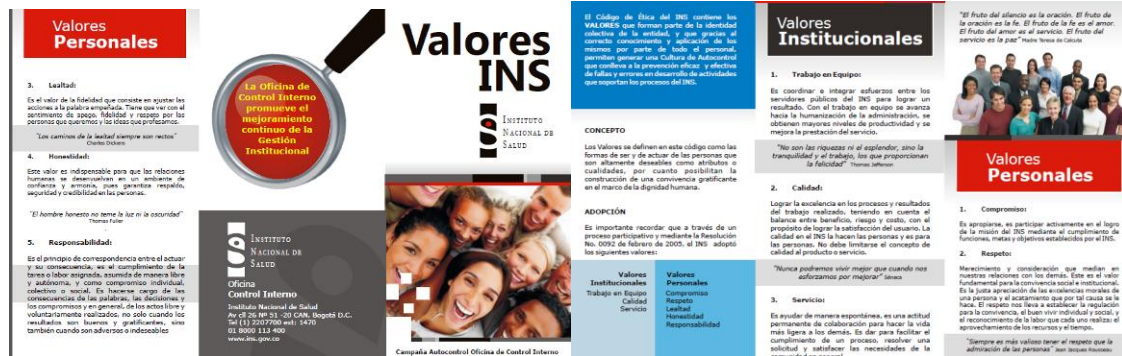 Valores
Personales
3. Lealtad:
Es el valor de la fidelidad que consiste en ajustar las
acciones a la palabra empeñada. Tiene que ver con el
sentimiento de apego, fidelidad y respeto por las
personas que queremos y las ideas que profesamos.
"Los caminos de la lealtad siempre son rectos"
Charles Dickens
4. Honestidad:
Este valor es indispensable para que las relaciones
humanas se desenvuelvan en un ambiente de
confianza y armonía, pues garantiza respaldo,
seguridad y credibilidad en las personas.
"El hombre honesto no teme la luz ni la oscuridad"
Thomas Fuller
5. Responsabilidad:
Es el principio de correspondencia entre el actuar
y su consecuencia, es el cumplimiento de la
tarea o labor asignada, asumida de manera libre
y autónoma, y como compromiso individual,
colectivo o social. Es hacerse cargo de las
consecuencias de las palabras, las decisiones y
los compromisos y en general, de los actos libre y
voluntariamente realizados, no solo cuando los
resultados son buenos y gratificantes, sino
también cuando son adversos o indeseables
La Oficina de
Control Interno
promueve el
mejoramiento
continuo de la
Gestión
Institucional
INSTITUTO
NACIONAL DE
SALUD
Oficina
Control Interno
Instituto Nacional de Salud
Av cll 26 Nº 51 -20 CAN. Bogotá D.C.
Tel (1) 2207700 ext: 1470
01 8000 113 400
www.ins.gov.co
Valores
INS
INSTITUTO
NACIONAL DE
SALUD
Campaña Autocontrol Oficina de Control Interno
El Código de Ética del INS contiene los
VALORES que forman parte de la identidad
colectiva de la entidad, y que gracias al
correcto conocimiento y aplicación de los
mismos por parte de todo el personal,
permiten generar una Cultura de Autocontrol
que conlleva a la prevención eficaz y efectiva
de fallas y errores en desarrollo de actividades
que soportan los procesos del INS.
CONCEPTO
Los Valores se definen en este código como las
formas de ser y de actuar de las personas que
son altamente deseables como atributos o
cualidades, por cuanto posibilitan la
construcción de una convivencia gratificante
en el marco de la dignidad humana.
ADOPCIÓN
Es importante recordar que a través de un
proceso participativo y mediante la Resolución
No. 0092 de febrero de 2005, el INS adoptó
los siguientes valores:
Valores
Institucionales
Trabajo en Equipo
Calidad
Servicio
Valores
Personales
Compromiso
Respeto
Lealtad
Honestidad
Responsabilidad
Valores
Institucionales
1. Trabajo en Equipo:
Es coordinar e integrar esfuerzos entre los
servidores públicos del INS para lograr un
resultado. Con el trabajo en equipo se avanza
hacia la humanización de la administración, se
obtienen mayores niveles de productividad y se
mejora la prestación del servicio.
"No son las riquezas ni el esplendor, sino la
tranquilidad y el trabajo, los que proporcionan
la felicidad" Thomas Jefferson
2. Calidad:
Lograr la excelencia en los procesos y resultados
del trabajo realizado, teniendo en cuenta el
balance entre beneficio, riesgo y costo, con el
propósito de lograr la satisfacción del usuario. La
calidad en el INS la hacen las personas y es para
las personas. No debe limitarse el concepto de
calidad al producto o servicio.
"Nunca podremos vivir mejor que cuando nos
esforzamos por mejorar" Séneca
3. Servicio:
Es ayudar de manera espontánea, es una actitud
permanente de colaboración para hacer la vida
más ligera a los demás. Es dar para facilitar el
cumplimiento de un proceso, resolver una
solicitud y satisfacer las necesidades de la
comunidad en general.
"El fruto del silencio es la oración. El fruto de
la oración es la fe. El fruto de la fe es el amor.
El fruto del amor es el servicio. El fruto del
servicio es la paz" Madre Teresa de Calcuta
Valores
Personales
1. Compromiso:
Es apropiarse, es participar activamente en el logro
de la misión del INS mediante el cumplimiento de
funciones, metas y objetivos establecidos por el INS.
2. Respeto:
Merecimiento y consideración que median en
nuestras relaciones con los demás. Este es el valor
fundamental para la convivencia social e institucional.
Es la justa apreciación de las excelencias morales de
una persona y el acatamiento que por tal causa se le
hace. El respeto nos lleva a establecer la regulación
para la convivencia, el buen vivir individual y social, y
el reconocimiento de la labor que cada uno realiza; el
aprovechamiento de los recursos y el tiempo.
"Siempre es más valioso tener el respeto que la
admiración de las personas" Jean Jacques Rousseau